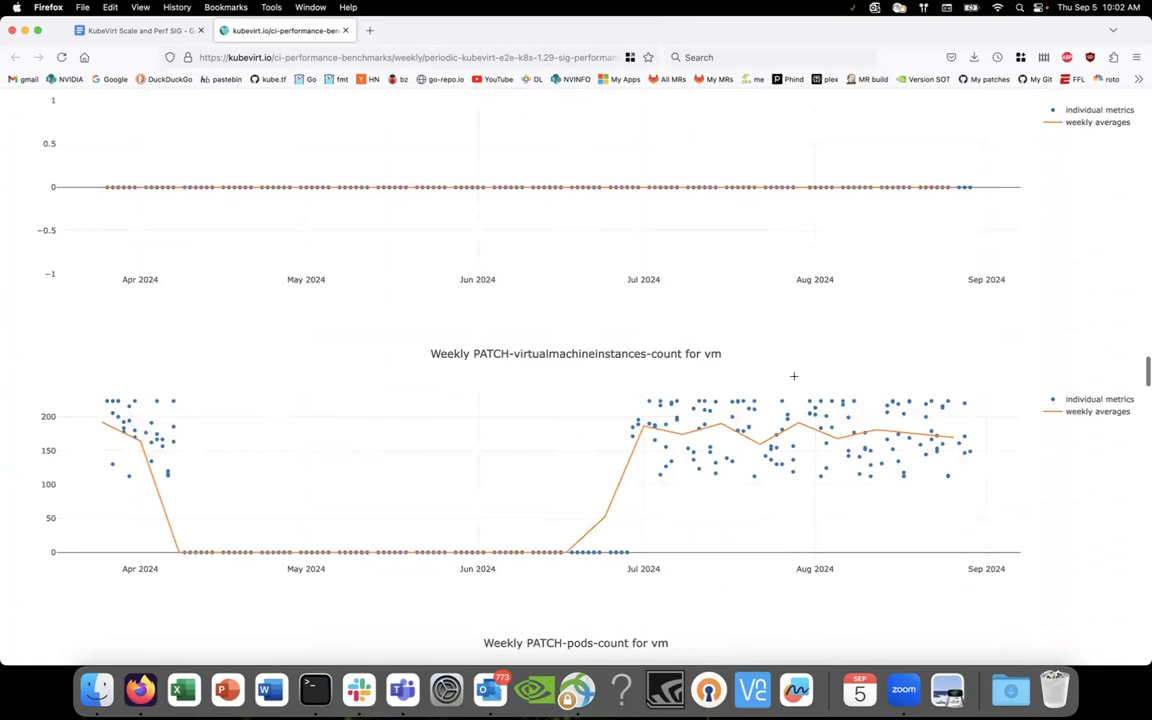 Firefox File Edit View History Bookmarks Tools Window Help Thu Sep 5 10:02 AM
KubeVirt Scale and Perf SIG - G kubevirt.io/ci-performance-ben
https://kubevirt.io/ci-performance-benchmarks/weekly/periodic-kubevirt-e2e-k8s-1.29-sig-performan Search
gmail NVIDIA Google DuckDuckGo pastebin kube.tf Go fmt HN bz go-repo.io YouTube DL NVINFO My Apps All MRs My MRs me Phind plex MR build Version SOT My patches My Git FFL roto
1
0.5
0
−0.5
−1
individual metrics
weekly averages
Apr 2024 May 2024 Jun 2024 Jul 2024 Aug 2024 Sep 2024
Weekly PATCH-virtualmachineinstances-count for vm
200
150
100
50
0
individual metrics
weekly averages
Apr 2024 May 2024 Jun 2024 Jul 2024 Aug 2024 Sep 2024
Weekly PATCH-pods-count for vm
773
SEP
5
zoom